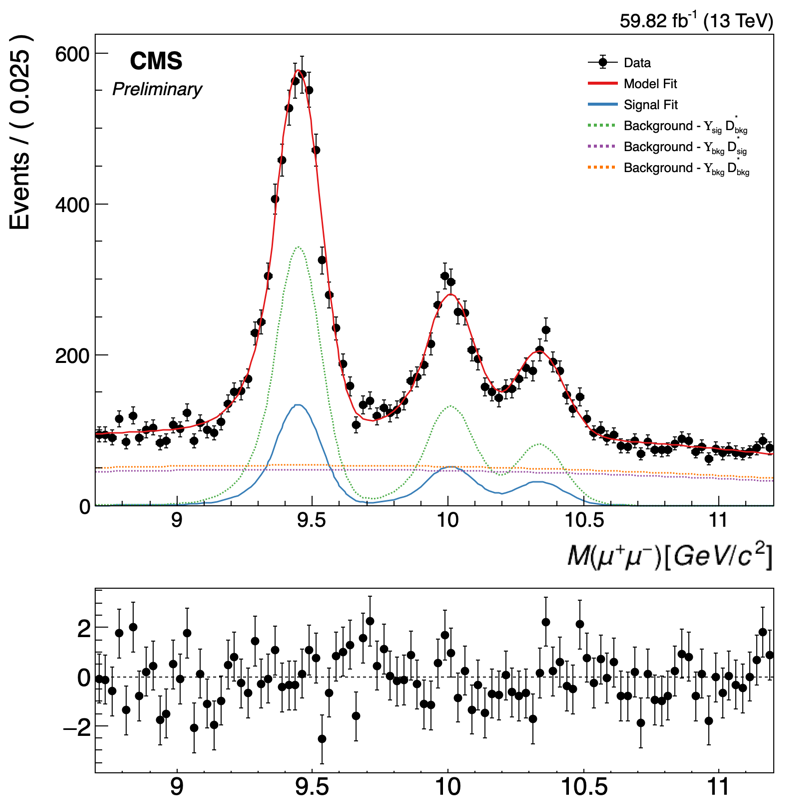 59.82 fb⁻¹ (13 TeV)
CMS
Preliminary
Data
Model Fit
Signal Fit
Background - ϒsig D*bkg
Background - ϒbkg D*sig
Background - ϒbkg D*bkg
Events / ( 0.025 )
600
400
200
0
9 9.5 10 10.5 11
M(μ⁺μ⁻)[GeV/c²]
2
0
−2
9 9.5 10 10.5 11